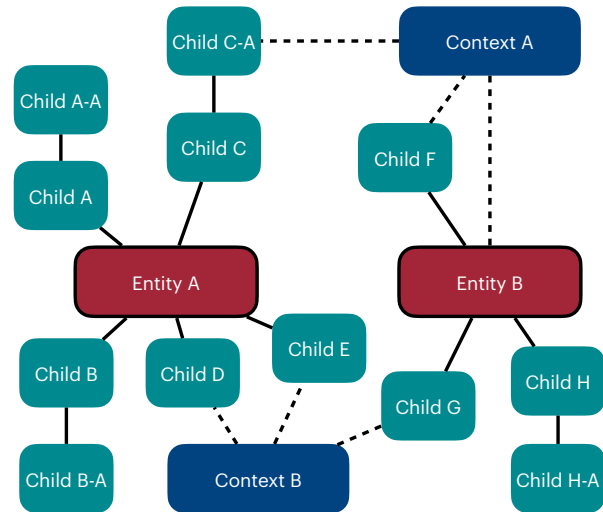 Child C-A
Context A
Child A-A
Child C
Child F
Child A
Entity A
Entity B
Child E
Child B
Child D
Child H
Child G
Child B-A
Context B
Child H-A